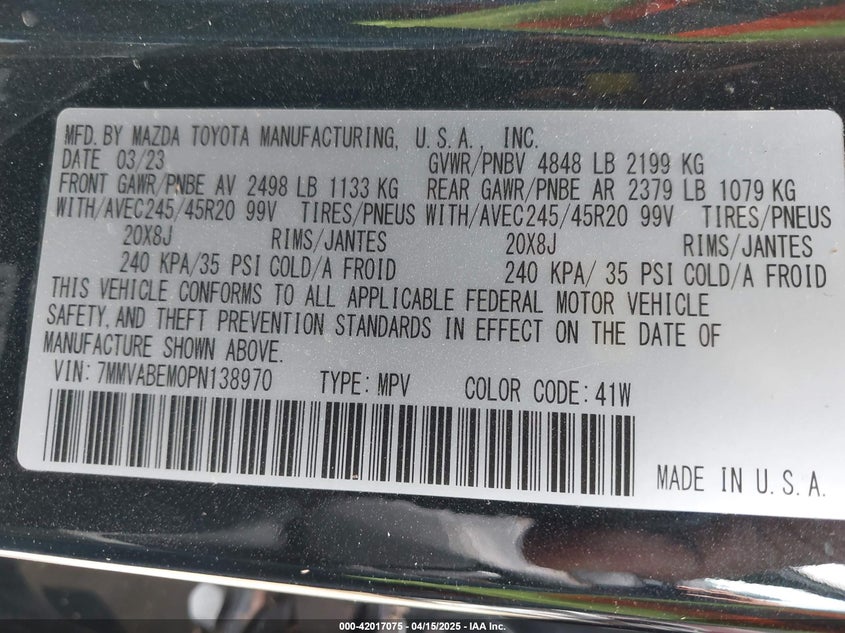 MFD. BY MAZDA TOYOTA MANUFACTURING, U.S.A., INC.
DATE 03/23 GVWR/PNBV 4848 LB 2199 KG
FRONT GAWR/PNBE AV 2498 LB 1133 KG REAR GAWR/PNBE AR 2379 LB 1079 KG
WITH/AVEC245/45R20 99V TIRES/PNEUS WITH/AVEC245/45R20 99V TIRES/PNEUS
20X8J RIMS/JANTES 20X8J RIMS/JANTES
240 KPA/35 PSI COLD/A FROID 240 KPA/ 35 PSI COLD/A FROID
THIS VEHICLE CONFORMS TO ALL APPLICABLE FEDERAL MOTOR VEHICLE
SAFETY, AND THEFT PREVENTION STANDARDS IN EFFECT ON THE DATE OF
MANUFACTURE SHOWN ABOVE.
VIN: 7MMVABEM0PN138970 TYPE: MPV COLOR CODE: 41W
MADE IN U.S.A.
000-42017075 - 04/15/2025 - IAA Inc.